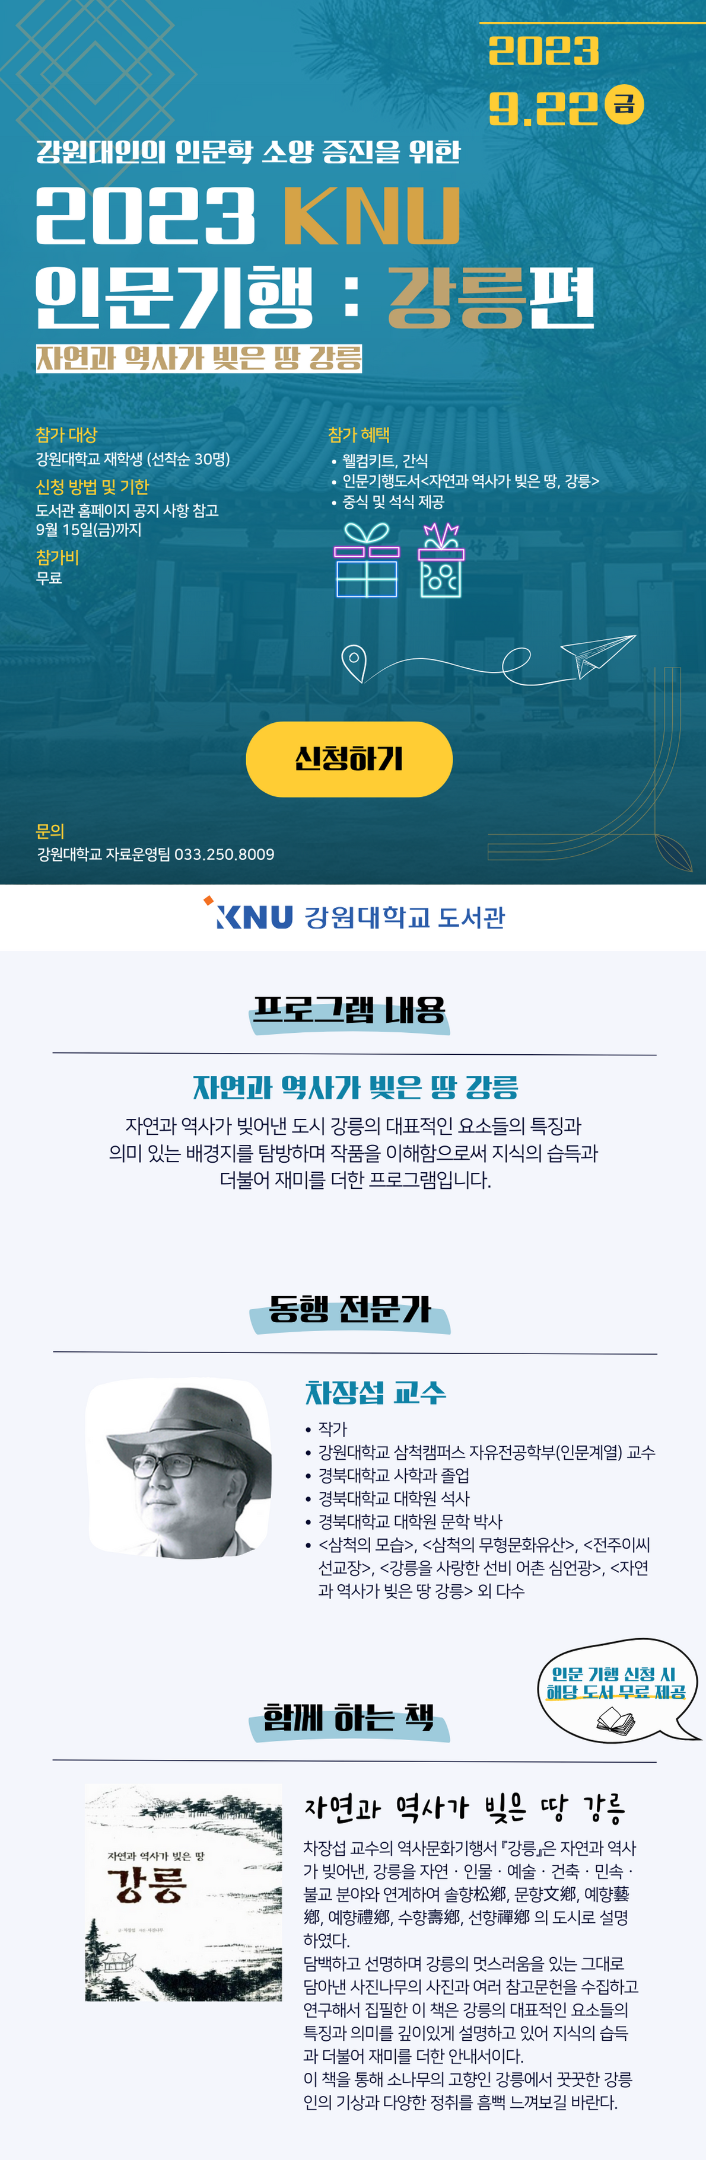 2023
9.22 금
강원대인의 인문학 소양 증진을 위한
2023 KNU
인문기행 : 강릉편
자연과 역사가 빚은 땅 강릉
참가 대상
강원대학교 재학생 (선착순 30명)
신청 방법 및 기한
도서관 홈페이지 공지 사항 참고
9월 15일(금)까지
참가비
무료
참가 혜택
• 웰컴키트, 간식
• 인문기행도서<자연과 역사가 빚은 땅, 강릉>
• 중식 및 석식 제공
신청하기
문의
강원대학교 자료운영팀 033.250.8009
KNU 강원대학교 도서관
프로그램 내용
자연과 역사가 빚은 땅 강릉
자연과 역사가 빚어낸 도시 강릉의 대표적인 요소들의 특징과
의미 있는 배경지를 탐방하며 작품을 이해함으로써 지식의 습득과
더불어 재미를 더한 프로그램입니다.
동행 전문가
차장섭 교수
• 작가
• 강원대학교 삼척캠퍼스 자유전공학부(인문계열) 교수
• 경북대학교 사학과 졸업
• 경북대학교 대학원 석사
• 경북대학교 대학원 문학 박사
• <삼척의 모습>, <삼척의 무형문화유산>, <전주이씨
선교장>, <강릉을 사랑한 선비 어촌 심언광>, <자연
과 역사가 빚은 땅 강릉> 외 다수
인문 기행 신청 시
해당 도서 무료 제공
함께 하는 책
자연과 역사가 빚은 땅
강릉
자연과 역사가 빚은 땅 강릉
차장섭 교수의 역사문화기행서 『강릉』은 자연과 역사
가 빚어낸, 강릉을 자연 · 인물 · 예술 · 건축 · 민속 ·
불교 분야와 연계하여 솔향松鄕, 문향文鄕, 예향藝
鄕, 예향禮鄕, 수향壽鄕, 선향禪鄕 의 도시로 설명
하였다.
담백하고 선명하며 강릉의 멋스러움을 있는 그대로
담아낸 사진나무의 사진과 여러 참고문헌을 수집하고
연구해서 집필한 이 책은 강릉의 대표적인 요소들의
특징과 의미를 깊이있게 설명하고 있어 지식의 습득
과 더불어 재미를 더한 안내서이다.
이 책을 통해 소나무의 고향인 강릉에서 꿋꿋한 강릉
인의 기상과 다양한 정취를 흠뻑 느껴보길 바란다.